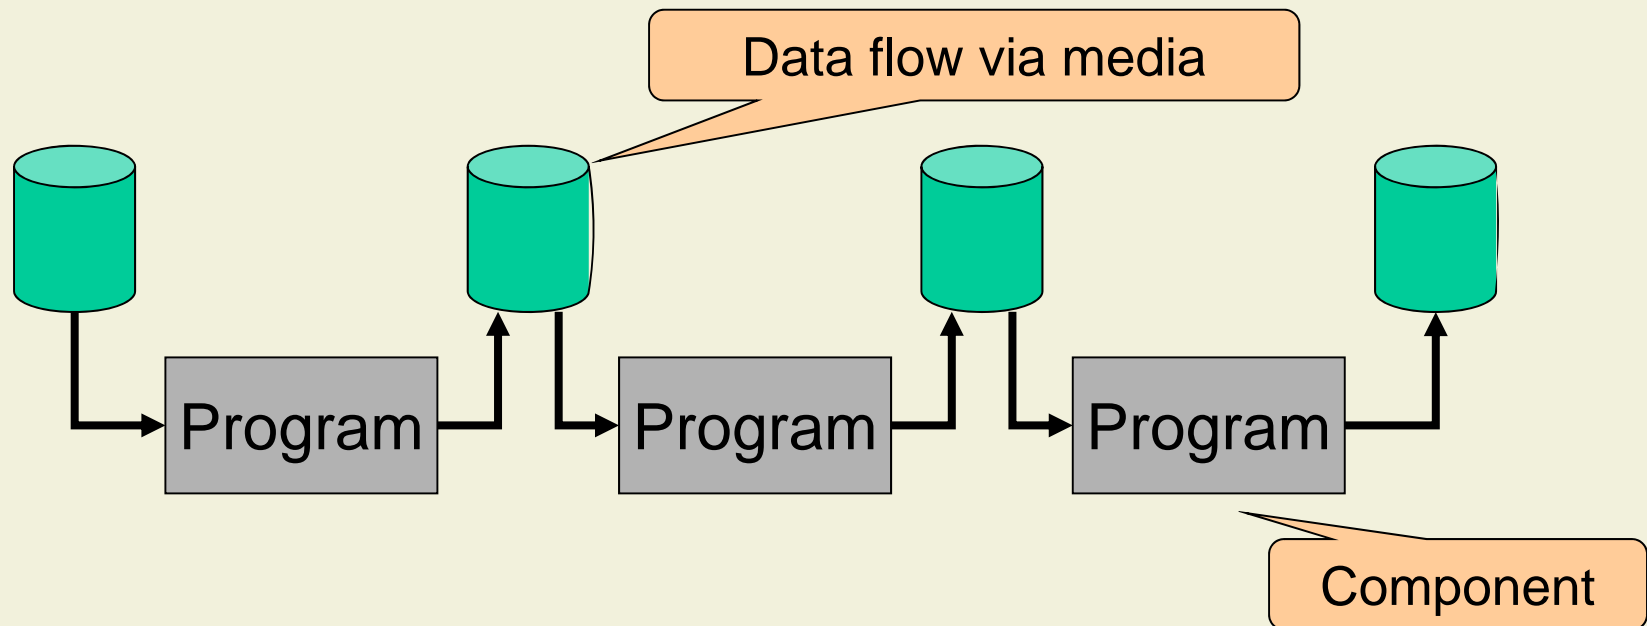 Data flow via media
Program
Program
Program
Component